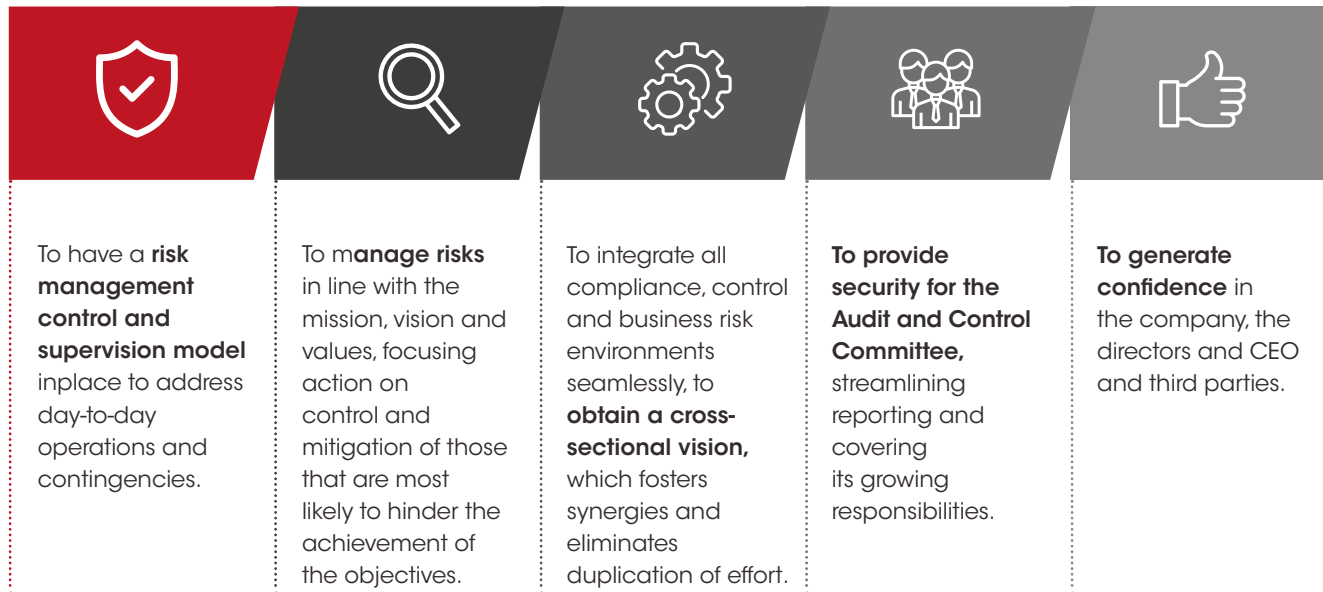 To have a risk
management
control and
supervision model
inplace to address
day-to-day
operations and
contingencies.
To manage risks
in line with the
mission, vision and
values, focusing
action on
control and
mitigation of those
that are most
likely to hinder the
achievement of
the objectives.
To integrate all
compliance, control
and business risk
environments
seamlessly, to
obtain a cross-
sectional vision,
which fosters
synergies and
eliminates
duplication of effort.
To provide
security for the
Audit and Control
Committee,
streamlining
reporting and
covering
its growing
responsibilities.
To generate
confidence in
the company, the
directors and CEO
and third parties.